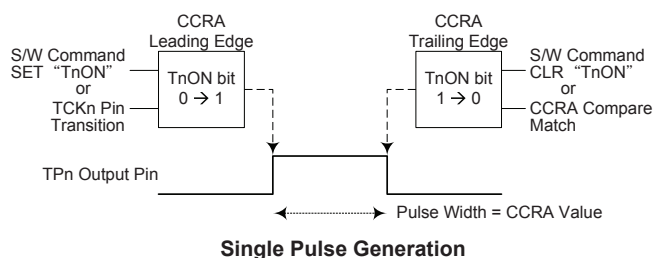 CCRA
Leading Edge
S/W Command
SET “TnON”
or
TCKn Pin
Transition
TnON bit
0 → 1
CCRA
Trailing Edge
TnON bit
1 → 0
S/W Command
CLR “TnON”
or
CCRA Compare
Match
TPn Output Pin
Pulse Width = CCRA Value
Single Pulse Generation